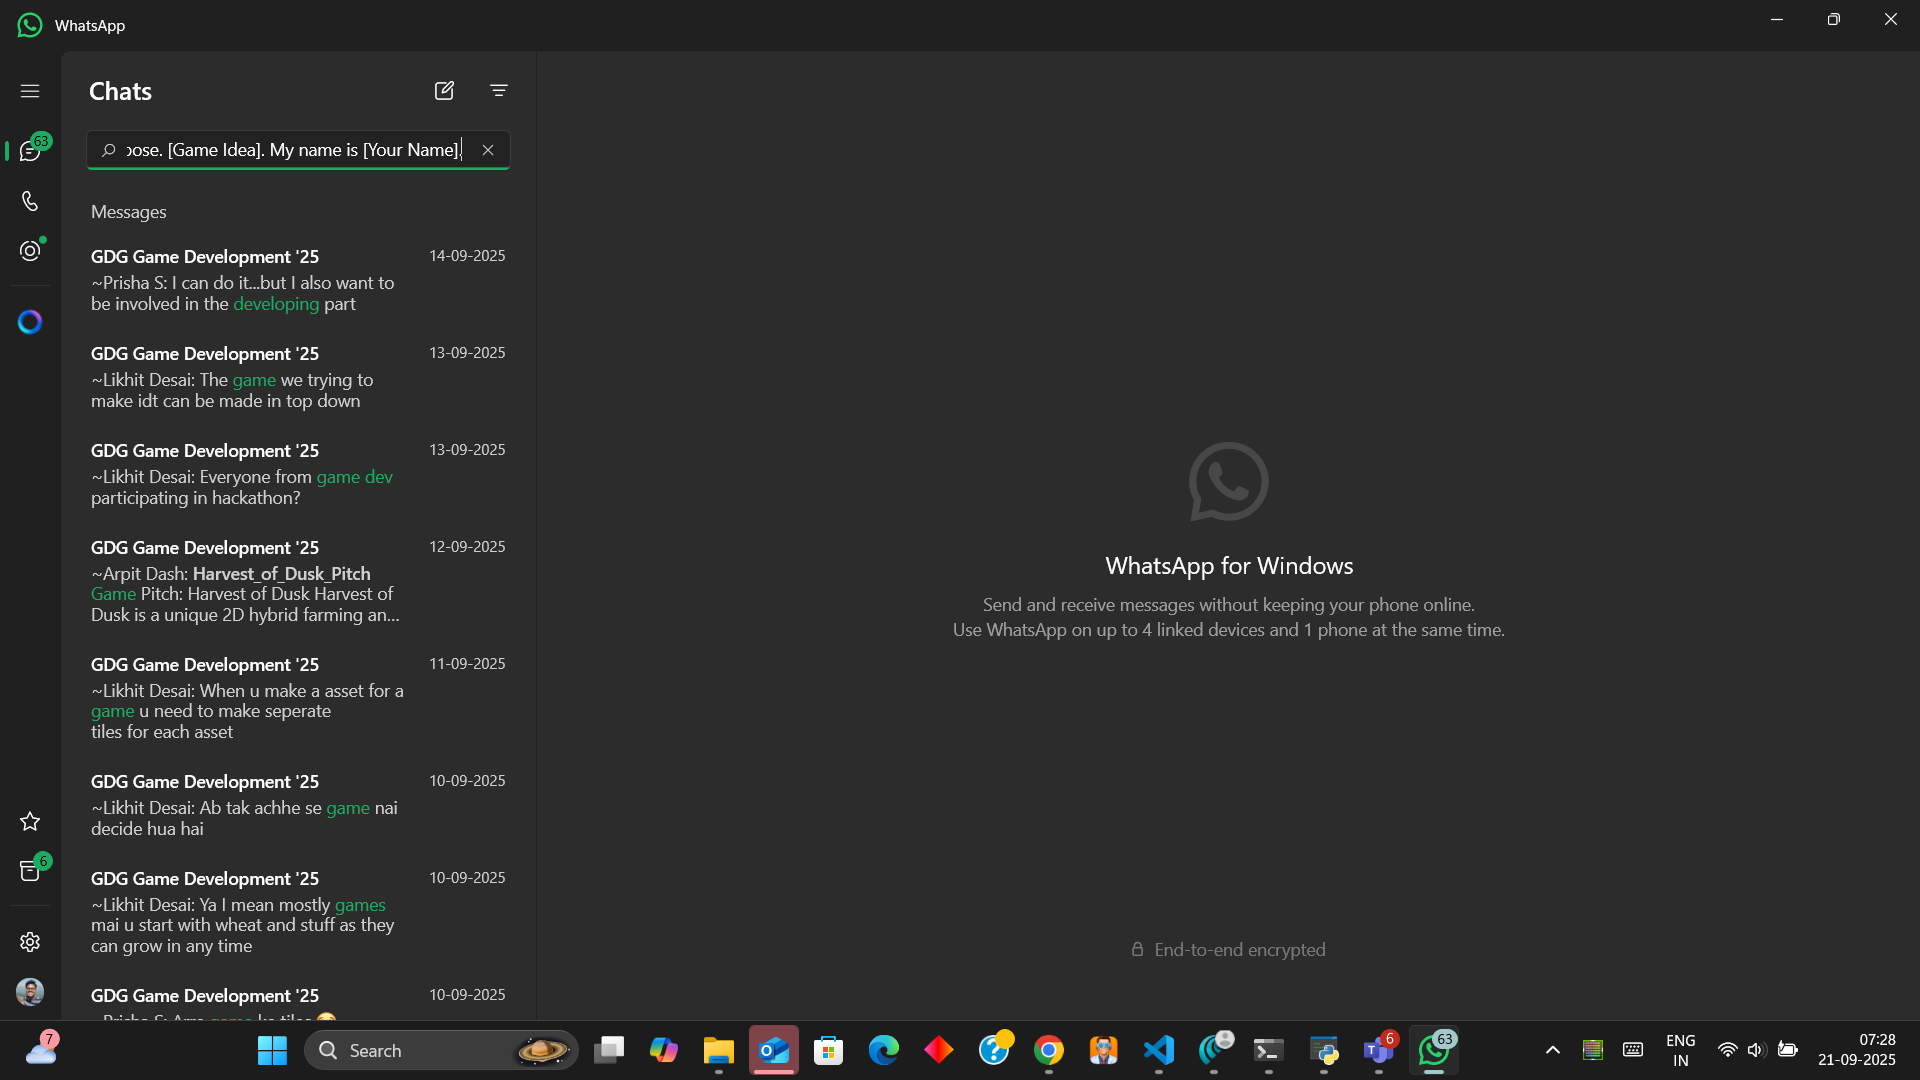 WhatsApp
Chats
63
pose. [Game Idea]. My name is [Your Name].
Messages
GDG Game Development '25 14-09-2025
~Prisha S: I can do it...but I also want to
be involved in the developing part
GDG Game Development '25 13-09-2025
~Likhit Desai: The game we trying to
make idt can be made in top down
GDG Game Development '25 13-09-2025
~Likhit Desai: Everyone from game dev
participating in hackathon?
GDG Game Development '25 12-09-2025
~Arpit Dash: Harvest_of_Dusk_Pitch
Game Pitch: Harvest of Dusk Harvest of
Dusk is a unique 2D hybrid farming an...
GDG Game Development '25 11-09-2025
~Likhit Desai: When u make a asset for a
game u need to make seperate
tiles for each asset
GDG Game Development '25 10-09-2025
~Likhit Desai: Ab tak achhe se game nai
decide hua hai
GDG Game Development '25 10-09-2025
~Likhit Desai: Ya I mean mostly games
mai u start with wheat and stuff as they
can grow in any time
GDG Game Development '25 10-09-2025
6
WhatsApp for Windows
Send and receive messages without keeping your phone online.
Use WhatsApp on up to 4 linked devices and 1 phone at the same time.
End-to-end encrypted
7
Search
6
63
ENG
IN
07:28
21-09-2025